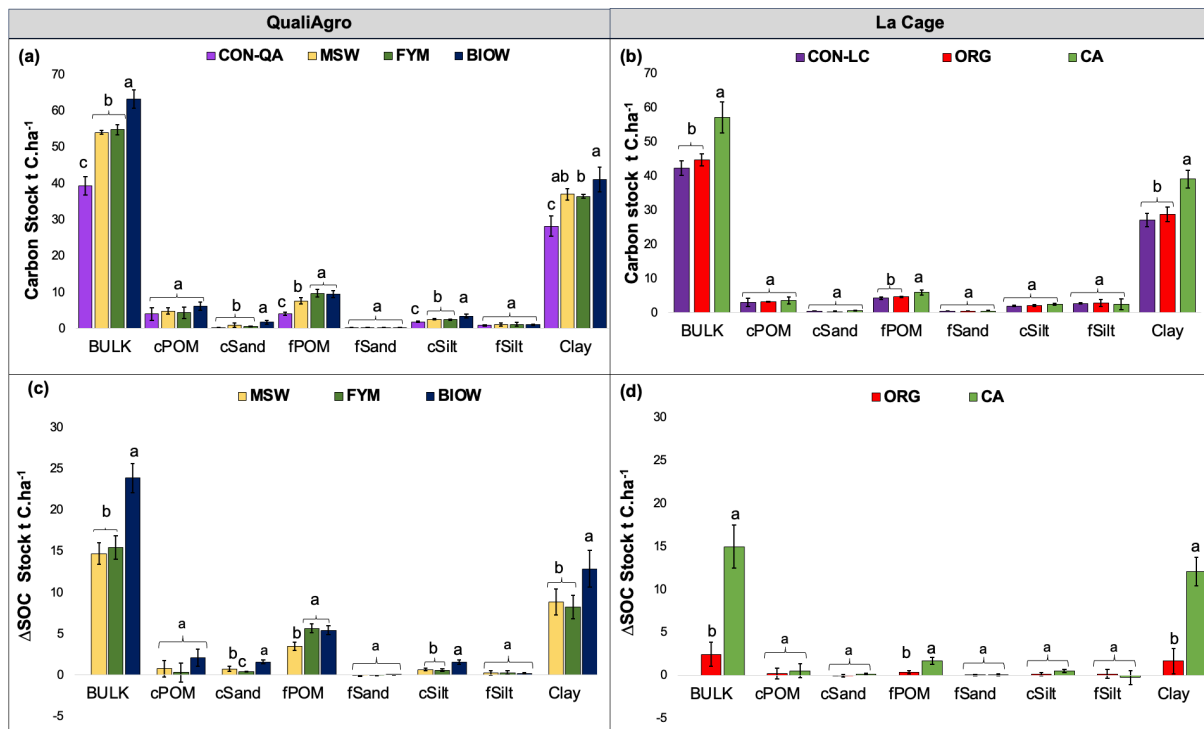 QualiAgro
La Cage
(a)
CON-QA MSW FYM BIOW
Carbon Stock t C.ha-1
70
60
50
40
30
20
10
0
c b a
a
b a
c b a
a
c b a
a
c ab b a
BULK cPOM cSand fPOM fSand cSilt fSilt Clay
(b)
CON-LC ORG CA
Carbon stock t C.ha-1
70
60
50
40
30
20
10
0
b a
a
a
b a
a
a
a
b a
BULK cPOM cSand fPOM fSand cSilt fSilt Clay
(c)
MSW FYM BIOW
ΔSOC Stock t C.ha-1
30
25
20
15
10
5
0
-5
b a
a
b c a
b a
a
b a
a
b a
BULK cPOM cSand fPOM fSand cSilt fSilt Clay
(d)
ORG CA
ΔSOC Stock t C.ha-1
30
25
20
15
10
5
0
-5
b a
a
a
b a
a
a
a
b a
BULK cPOM cSand fPOM fSand cSilt fSilt Clay